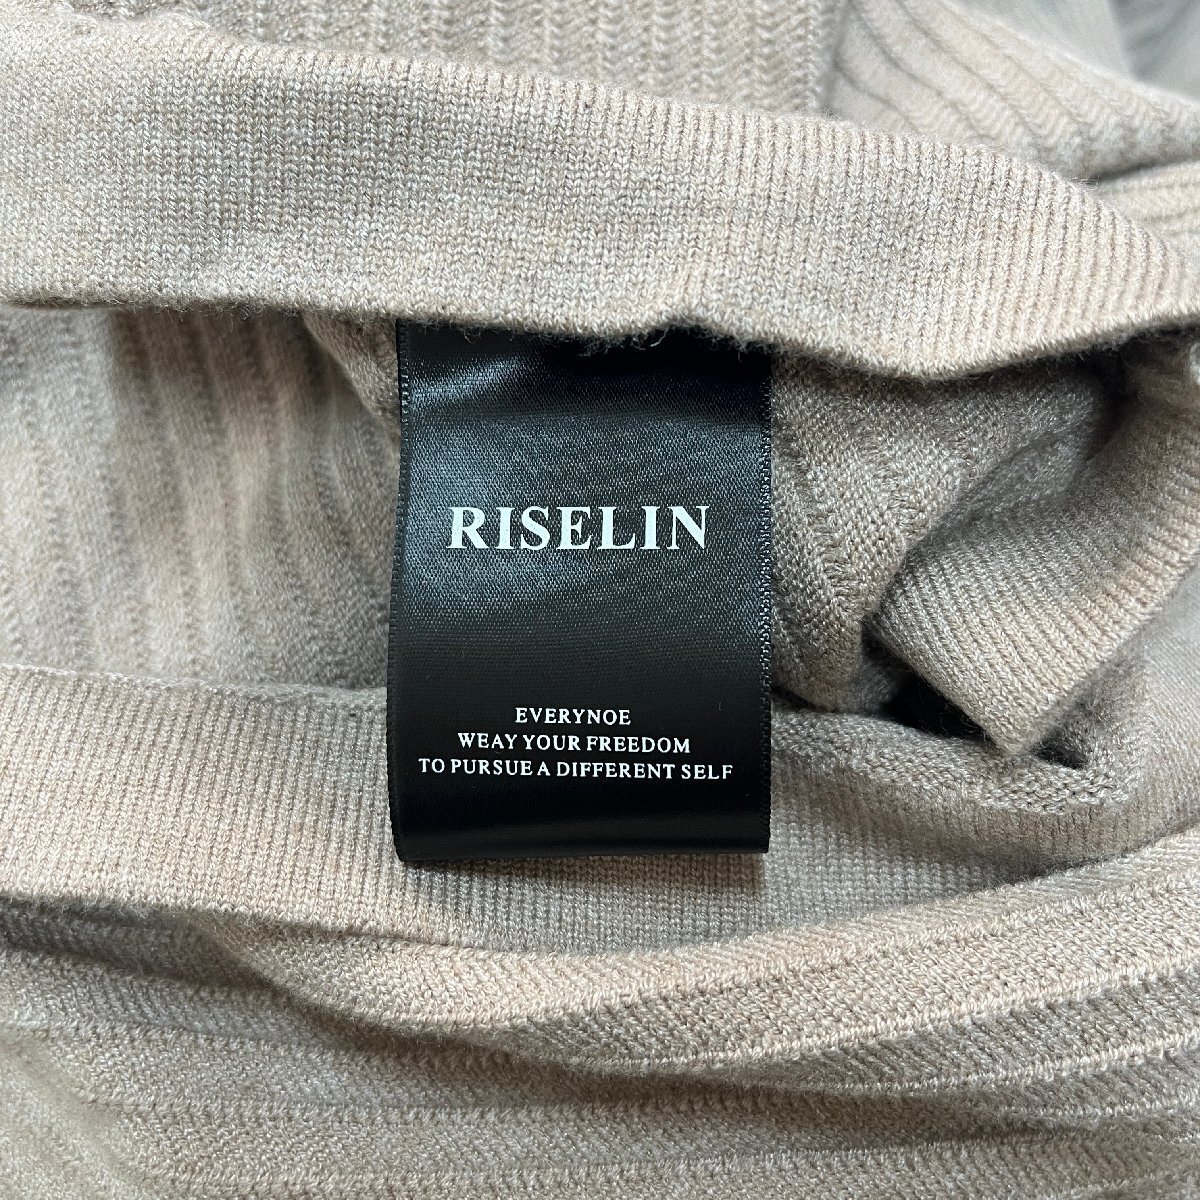 RISELIN
EVERYNOE
WEAY YOUR FREEDOM
TO PURSUE A DIFFERENT SELF